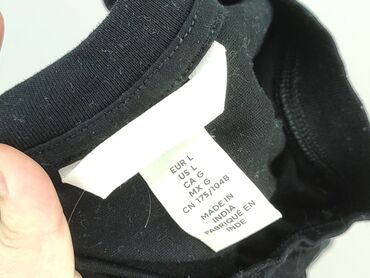 EUR L
US L
CA G
MX G
CN 175/104B
MADE IN
INDIA
FABRIQUÉ EN
INDE